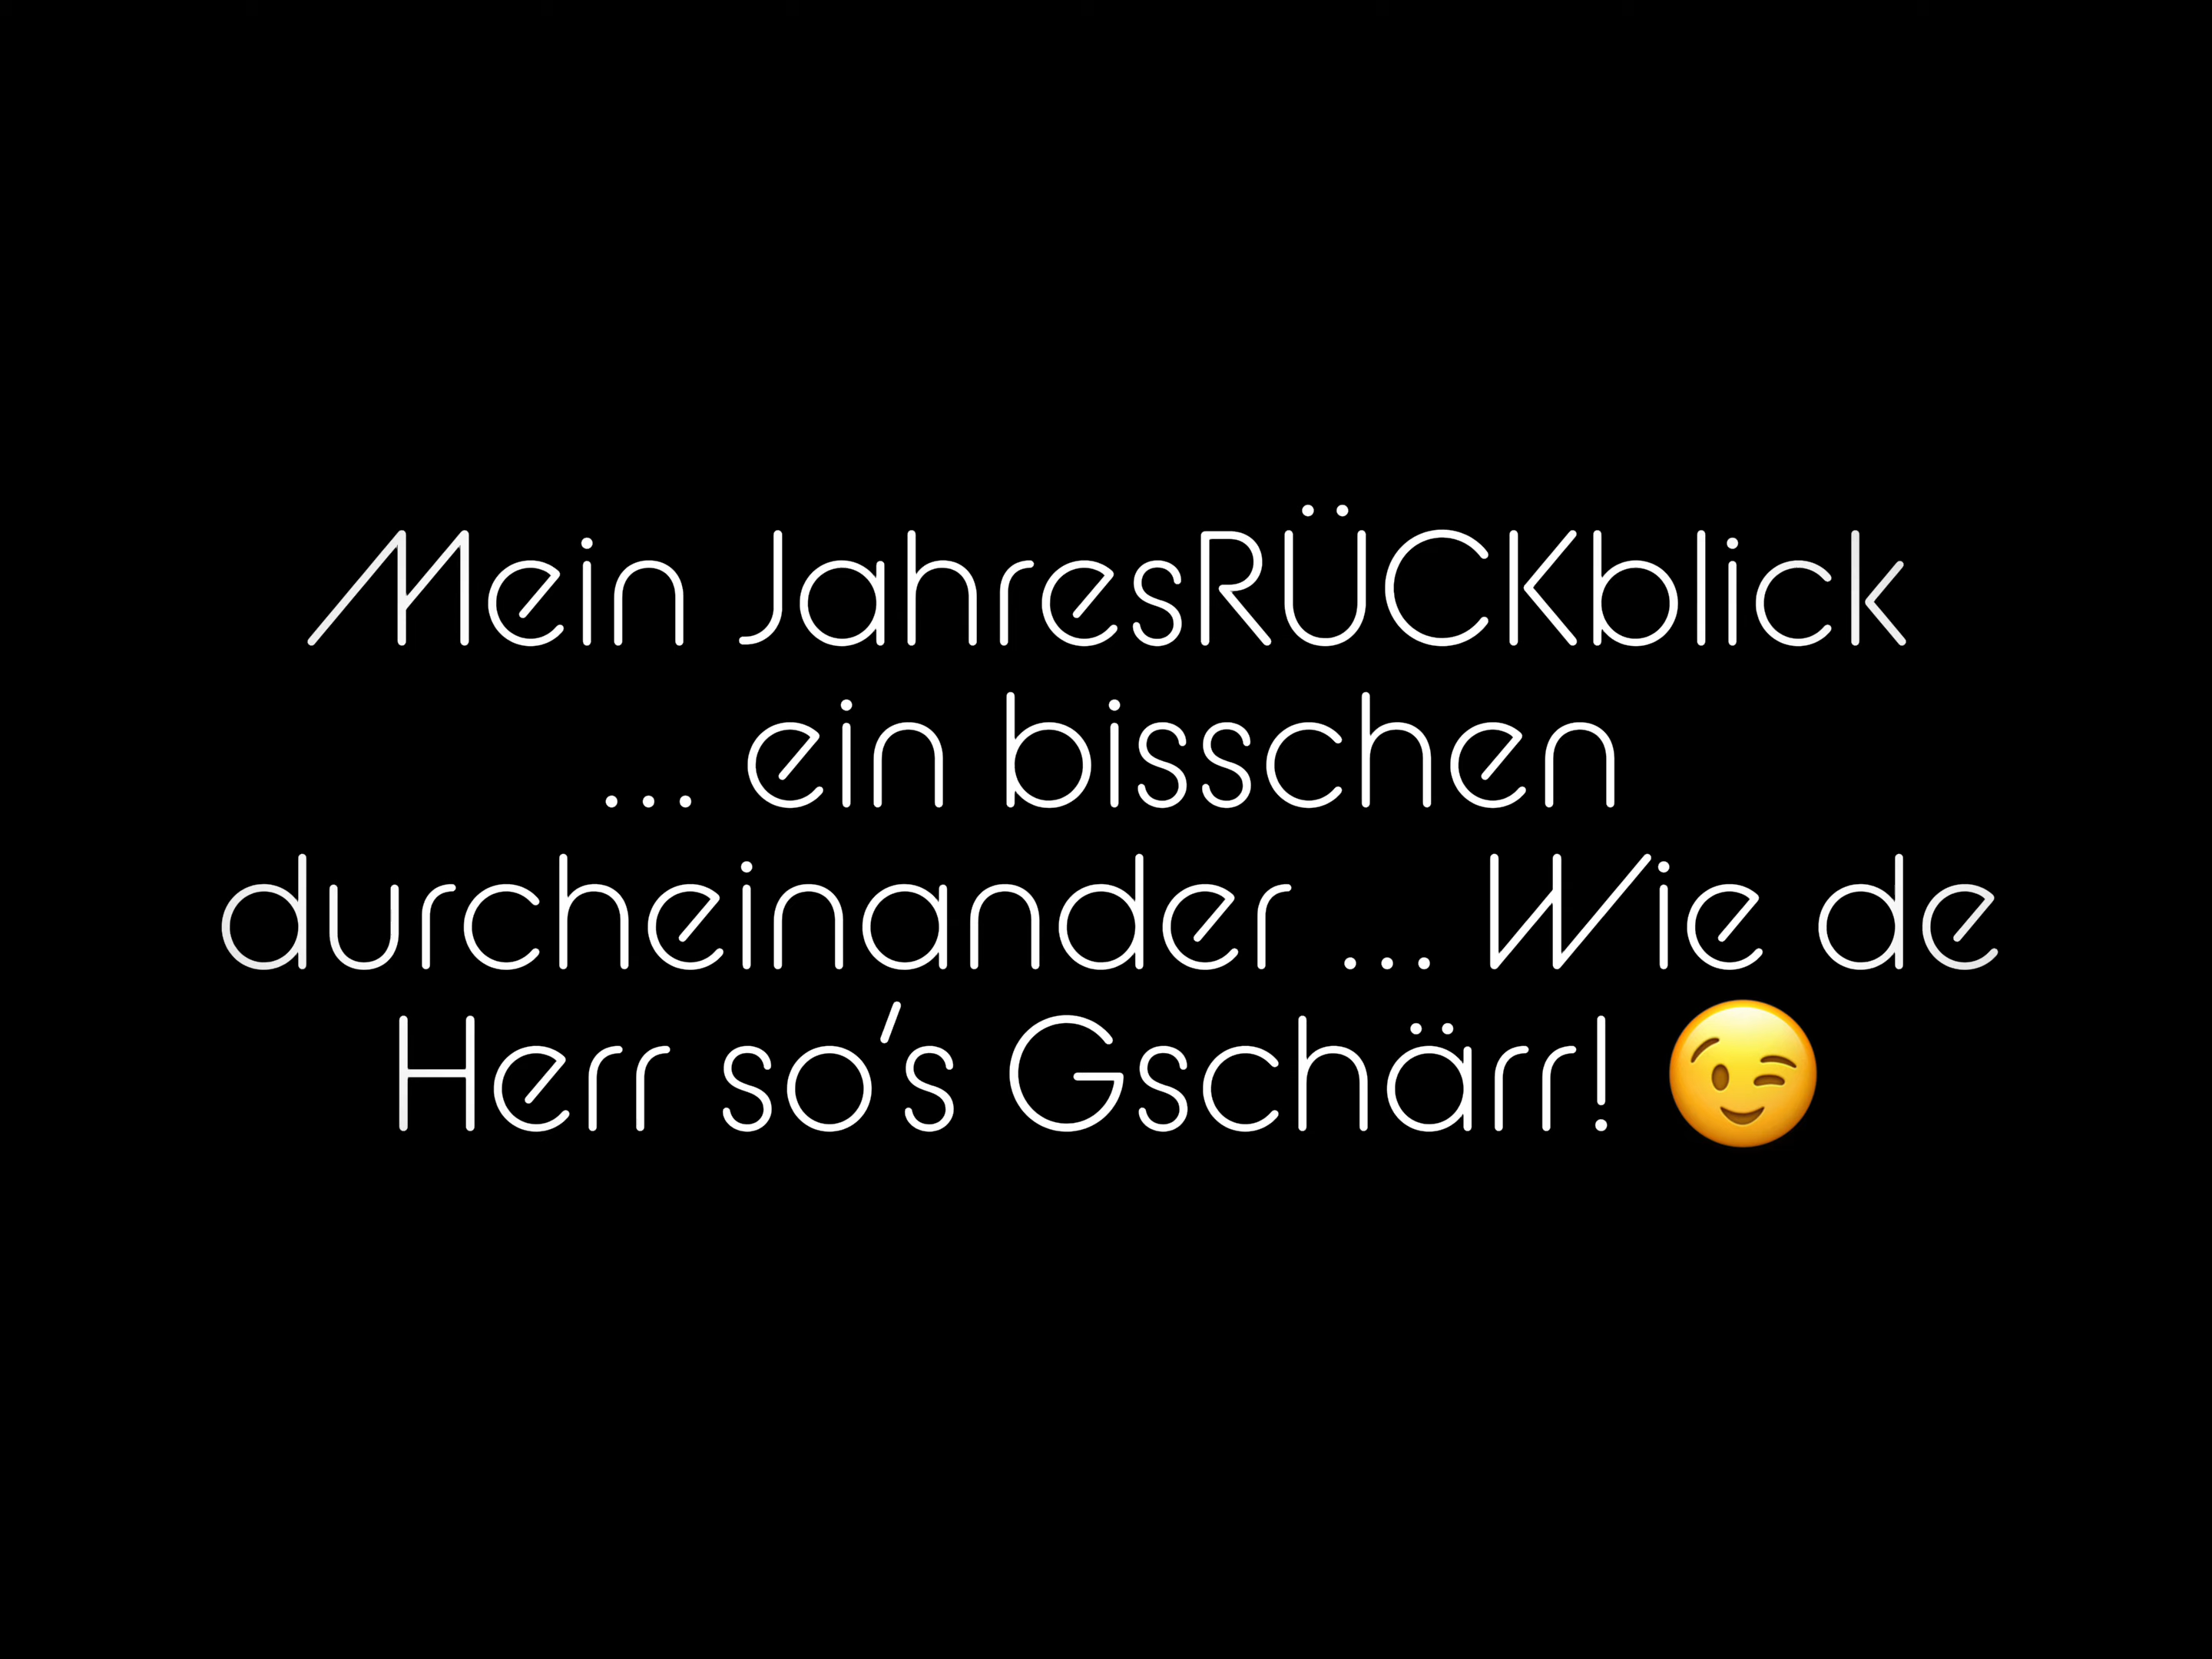 Mein JahresRÜCKblick
... ein bisschen
durcheinander ... Wie de
Herr so's Gschärr! 😉